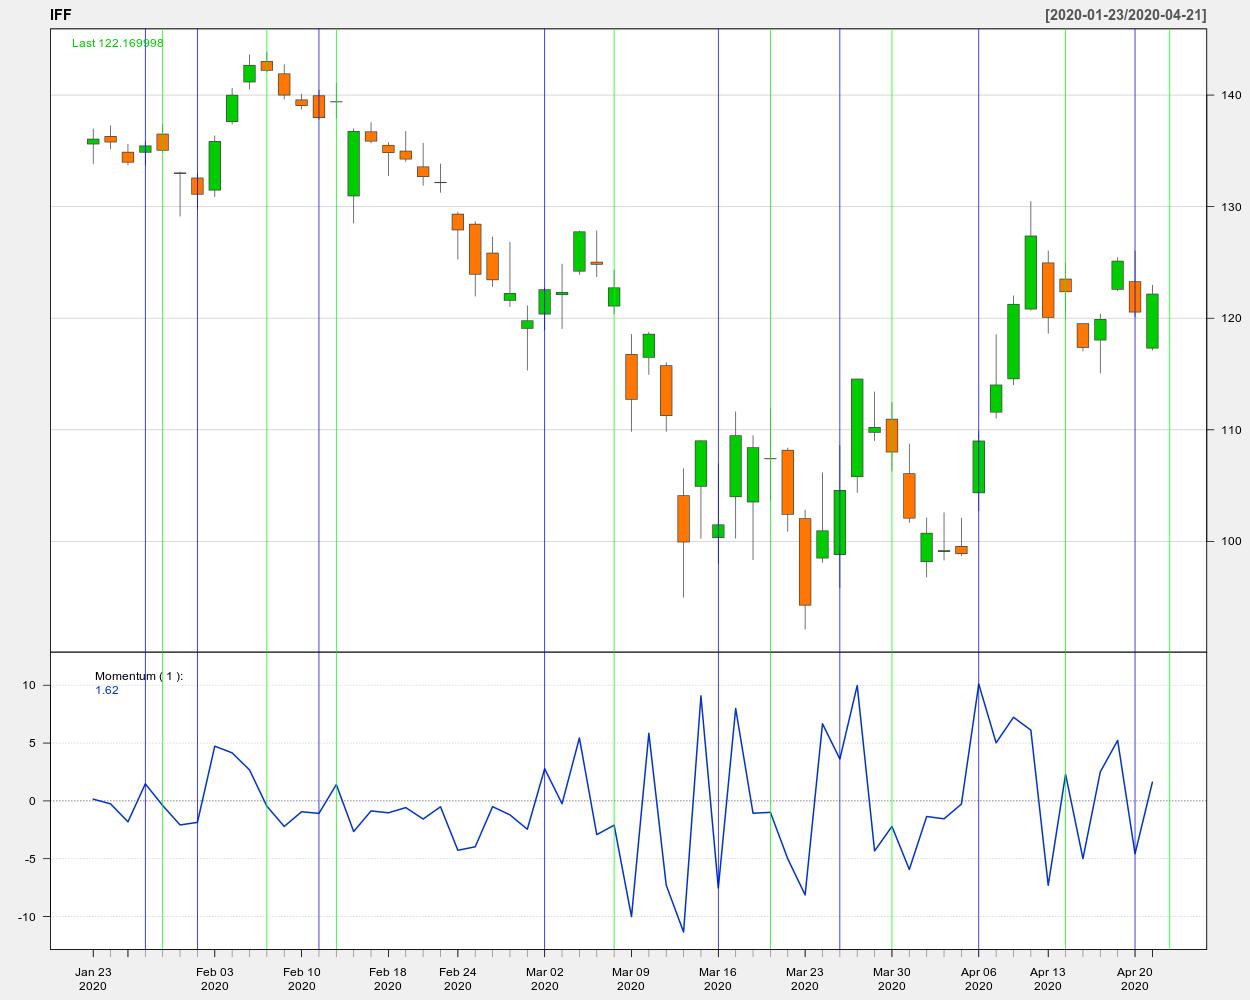 IFF
[2020-01-23/2020-04-21]
Last 122.169998
140
130
120
110
100
Momentum ( 1 ):
1.62
10
5
0
-5
-10
Jan 23 Feb 03 Feb 10 Feb 18 Feb 24 Mar 02 Mar 09 Mar 16 Mar 23 Mar 30 Apr 06 Apr 13 Apr 20
2020 2020 2020 2020 2020 2020 2020 2020 2020 2020 2020 2020 2020